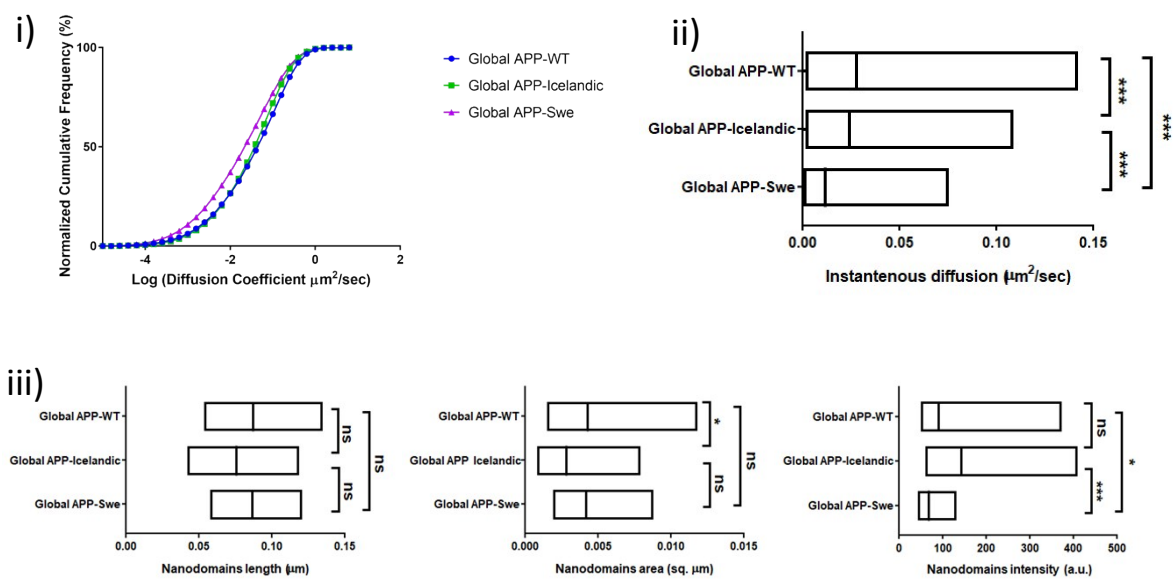 i)
Normalized Cumulative Frequency (%)
100
50
0
-4
-2
0
2
Log (Diffusion Coefficient μm²/sec)
Global APP-WT
Global APP-Icelandic
Global APP-Swe
ii)
Global APP-WT
Global APP-Icelandic
Global APP-Swe
***
***
***
0.00
0.05
0.10
0.15
Instantenous diffusion (μm²/sec)
iii)
Global APP-WT
Global APP-Icelandic
Global APP-Swe
ns
ns
ns
0.00
0.05
0.10
0.15
Nanodomains length (μm)
Global APP-WT
Global APP Icelandic
Global APP-Swe
*
ns
ns
0.000
0.005
0.010
0.015
Nanodomains area (sq. μm)
Global APP-WT
Global APP-Icelandic
Global APP-Swe
ns
***
*
0
100
200
300
400
500
Nanodomains intensity (a.u.)